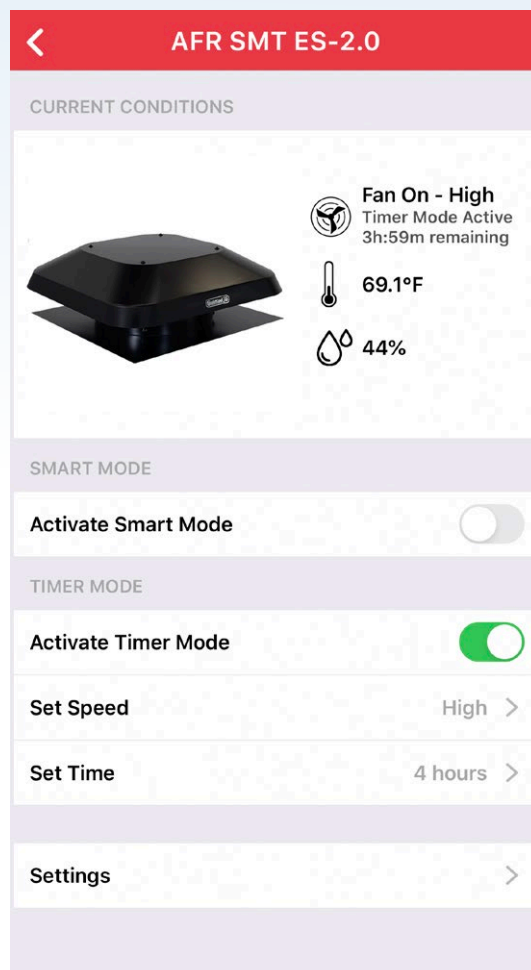 AFR SMT ES-2.0
CURRENT CONDITIONS
Fan On - High
Timer Mode Active
3h:59m remaining
69.1°F
44%
SMART MODE
Activate Smart Mode
TIMER MODE
Activate Timer Mode
Set Speed
High
Set Time
4 hours
Settings